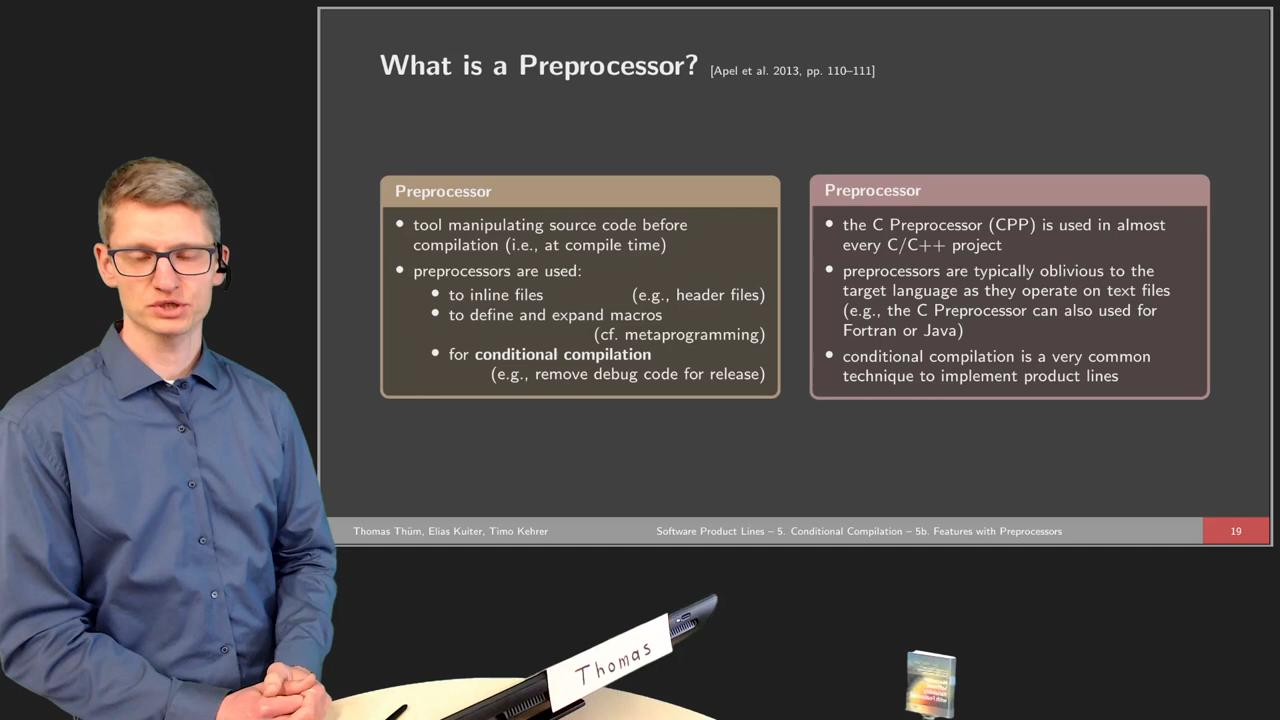 What is a Preprocessor? [Apel et al. 2013, pp. 110–111]
Preprocessor
• tool manipulating source code before
compilation (i.e., at compile time)
• preprocessors are used:
• to inline files (e.g., header files)
• to define and expand macros
(cf. metaprogramming)
• for conditional compilation
(e.g., remove debug code for release)
Preprocessor
• the C Preprocessor (CPP) is used in almost
every C/C++ project
• preprocessors are typically oblivious to the
target language as they operate on text files
(e.g., the C Preprocessor can also used for
Fortran or Java)
• conditional compilation is a very common
technique to implement product lines
Thomas Thüm, Elias Kuiter, Timo Kehrer
Software Product Lines – 5. Conditional Compilation – 5b. Features with Preprocessors
19
Thomas